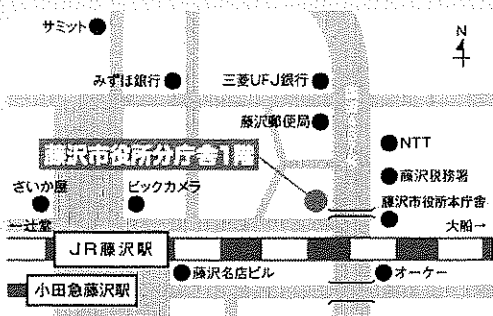 サミット
N
みずほ銀行
三菱UFJ銀行
藤沢郵便局
NTT
藤沢市役所分庁舎1階
藤沢税務署
さいか屋
ビックカメラ
藤沢市役所本庁舎
←辻堂
大船→
JR藤沢駅
藤沢名店ビル
オーケー
小田急藤沢駅